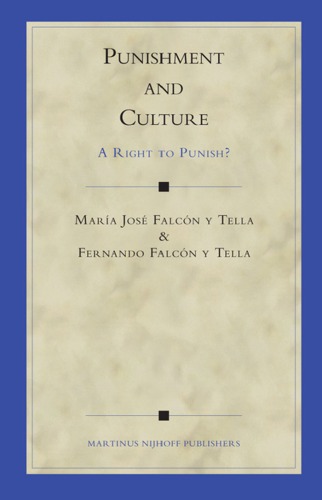 PUNISHMENT
AND
CULTURE
A RIGHT TO PUNISH?
MARÍA JOSÉ FALCÓN Y TELLA
&
FERNANDO FALCÓN Y TELLA
MARTINUS NIJHOFF PUBLISHERS